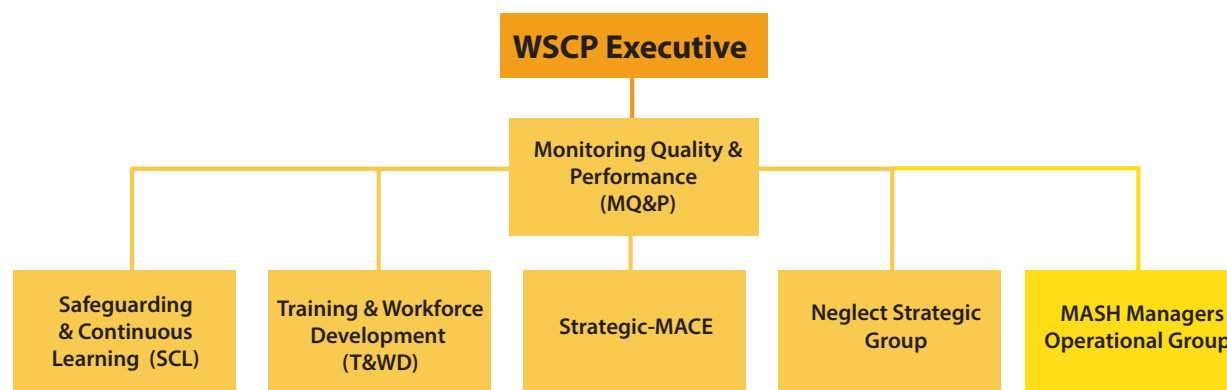 WSCP Executive
Monitoring Quality &
Performance
(MQ&P)
Safeguarding
& Continuous
Learning (SCL)
Training & Workforce
Development
(T&WD)
Strategic-MACE
Neglect Strategic
Group
MASH Managers
Operational Group